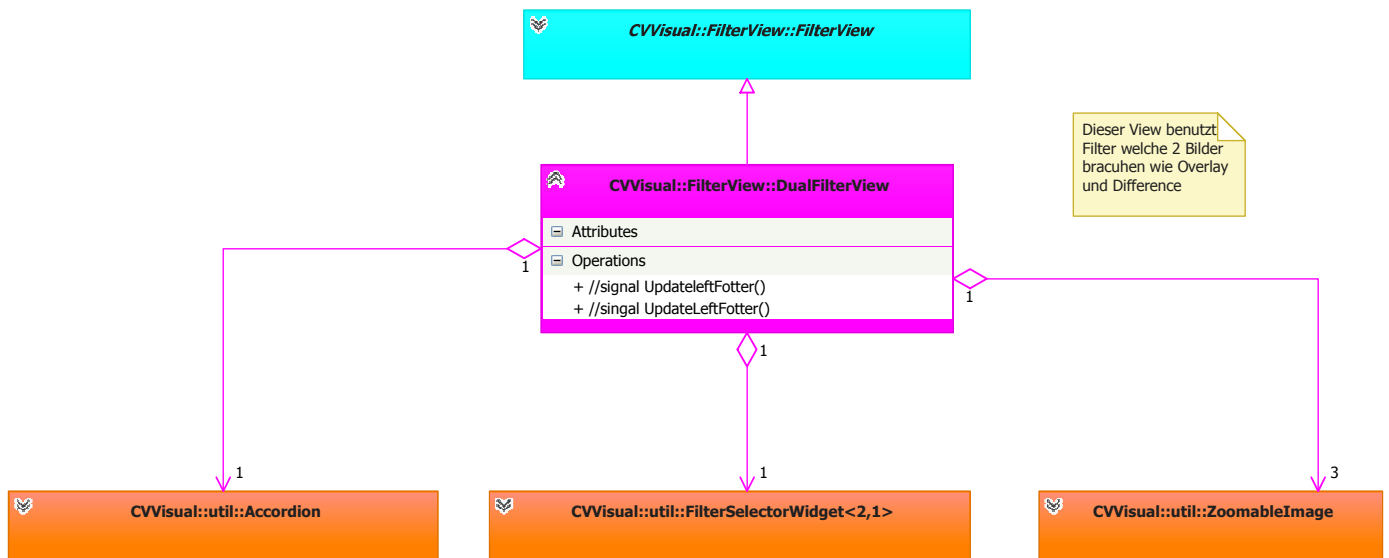 CVVisual::FilterView::FilterView
Dieser View benutzt
Filter welche 2 Bilder
bracuhen wie Overlay
und Difference
CVVisual::FilterView::DualFilterView
Attributes
Operations
+ //signal UpdateleftFotter()
+ //singal UpdateLeftFotter()
1
1
1
1
1
3
CVVisual::util::Accordion
CVVisual::util::FilterSelectorWidget<2,1>
CVVisual::util::ZoomableImage